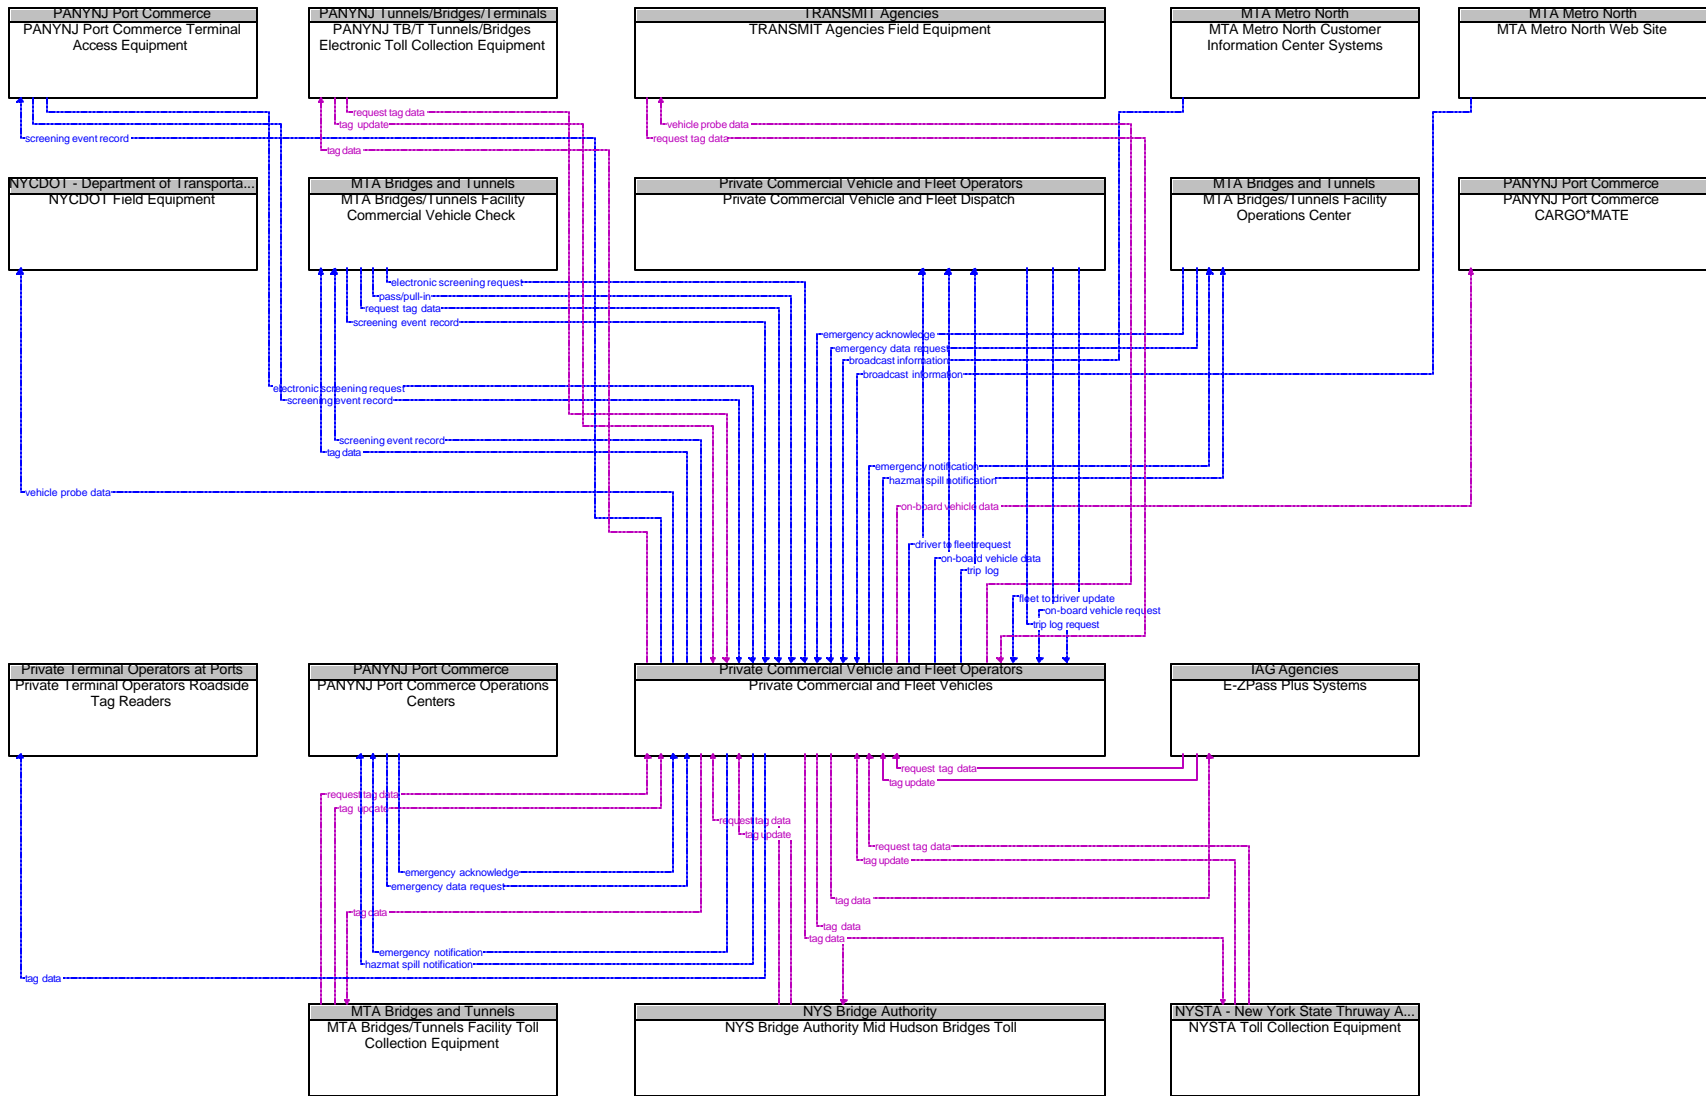 PANYNJ Port Commerce
PANYNJ Port Commerce Terminal
Access Equipment
PANYNJ Tunnels/Bridges/Terminals
PANYNJ TB/T Tunnels/Bridges
Electronic Toll Collection Equipment
TRANSMIT Agencies
TRANSMIT Agencies Field Equipment
MTA Metro North
MTA Metro North Customer
Information Center Systems
MTA Metro North
MTA Metro North Web Site
request tag data
tag update
tag data
screening event record
vehicle probe data
request tag data
NYCDOT - Department of Transporta...
NYCDOT Field Equipment
MTA Bridges and Tunnels
MTA Bridges/Tunnels Facility
Commercial Vehicle Check
Private Commercial Vehicle and Fleet Operators
Private Commercial Vehicle and Fleet Dispatch
MTA Bridges and Tunnels
MTA Bridges/Tunnels Facility
Operations Center
PANYNJ Port Commerce
PANYNJ Port Commerce
CARGO*MATE
electronic screening request
pass/pull-in
request tag data
screening event record
emergency acknowledge
emergency data request
broadcast information
broadcast information
electronic screening request
screening event record
screening event record
tag data
emergency notification
hazmat spill notification
vehicle probe data
on-board vehicle data
driver to fleet request
on-board vehicle data
trip log
fleet to driver update
on-board vehicle request
trip log request
Private Terminal Operators at Ports
Private Terminal Operators Roadside
Tag Readers
PANYNJ Port Commerce
PANYNJ Port Commerce Operations
Centers
Private Commercial Vehicle and Fleet Operators
Private Commercial and Fleet Vehicles
IAG Agencies
E-ZPass Plus Systems
request tag data
tag update
request tag data
tag update
request tag data
tag update
request tag data
tag update
emergency acknowledge
emergency data request
tag data
tag data
tag data
tag data
emergency notification
hazmat spill notification
tag data
MTA Bridges and Tunnels
MTA Bridges/Tunnels Facility Toll
Collection Equipment
NYS Bridge Authority
NYS Bridge Authority Mid Hudson Bridges Toll
NYSTA - New York State Thruway A...
NYSTA Toll Collection Equipment